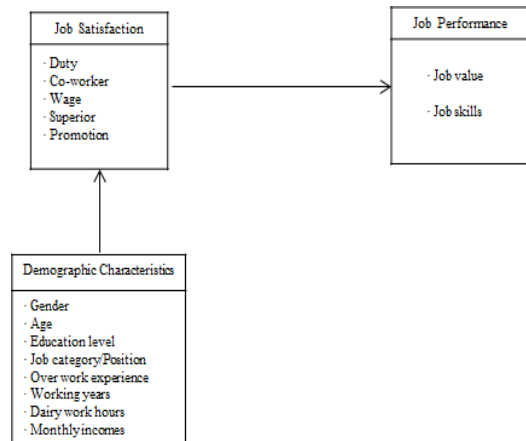 Job Satisfaction
· Duty
· Co-worker
· Wage
· Superior
· Promotion
Job Performance
· Job value
· Job skills
Demographic Characteristics
· Gender
· Age
· Education level
· Job category/Position
· Over work experience
· Working years
· Dairy work hours
· Monthly incomes